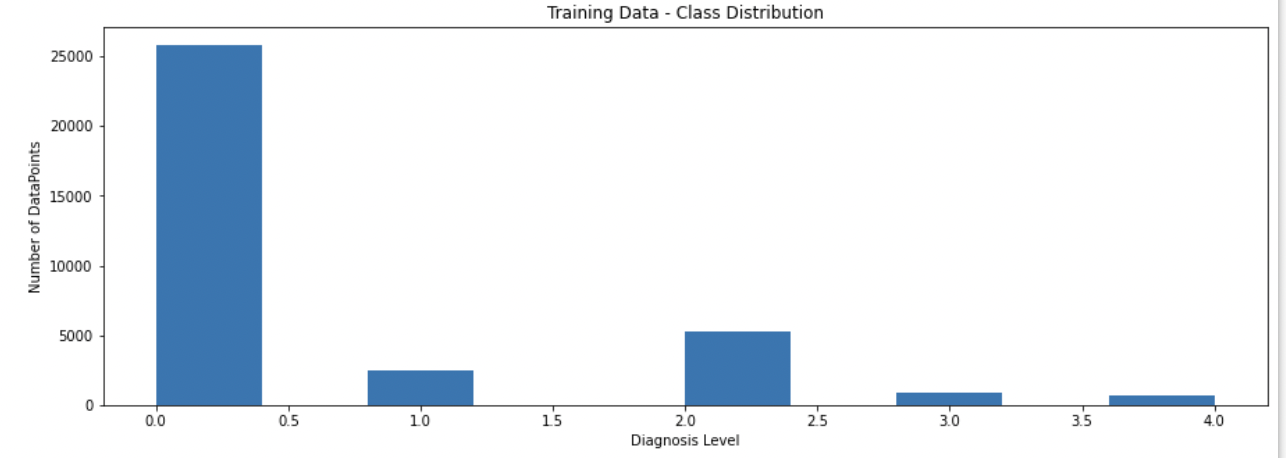 Training Data - Class Distribution
Number of DataPoints
25000
20000
15000
10000
5000
0
0.0 0.5 1.0 1.5 2.0 2.5 3.0 3.5 4.0
Diagnosis Level